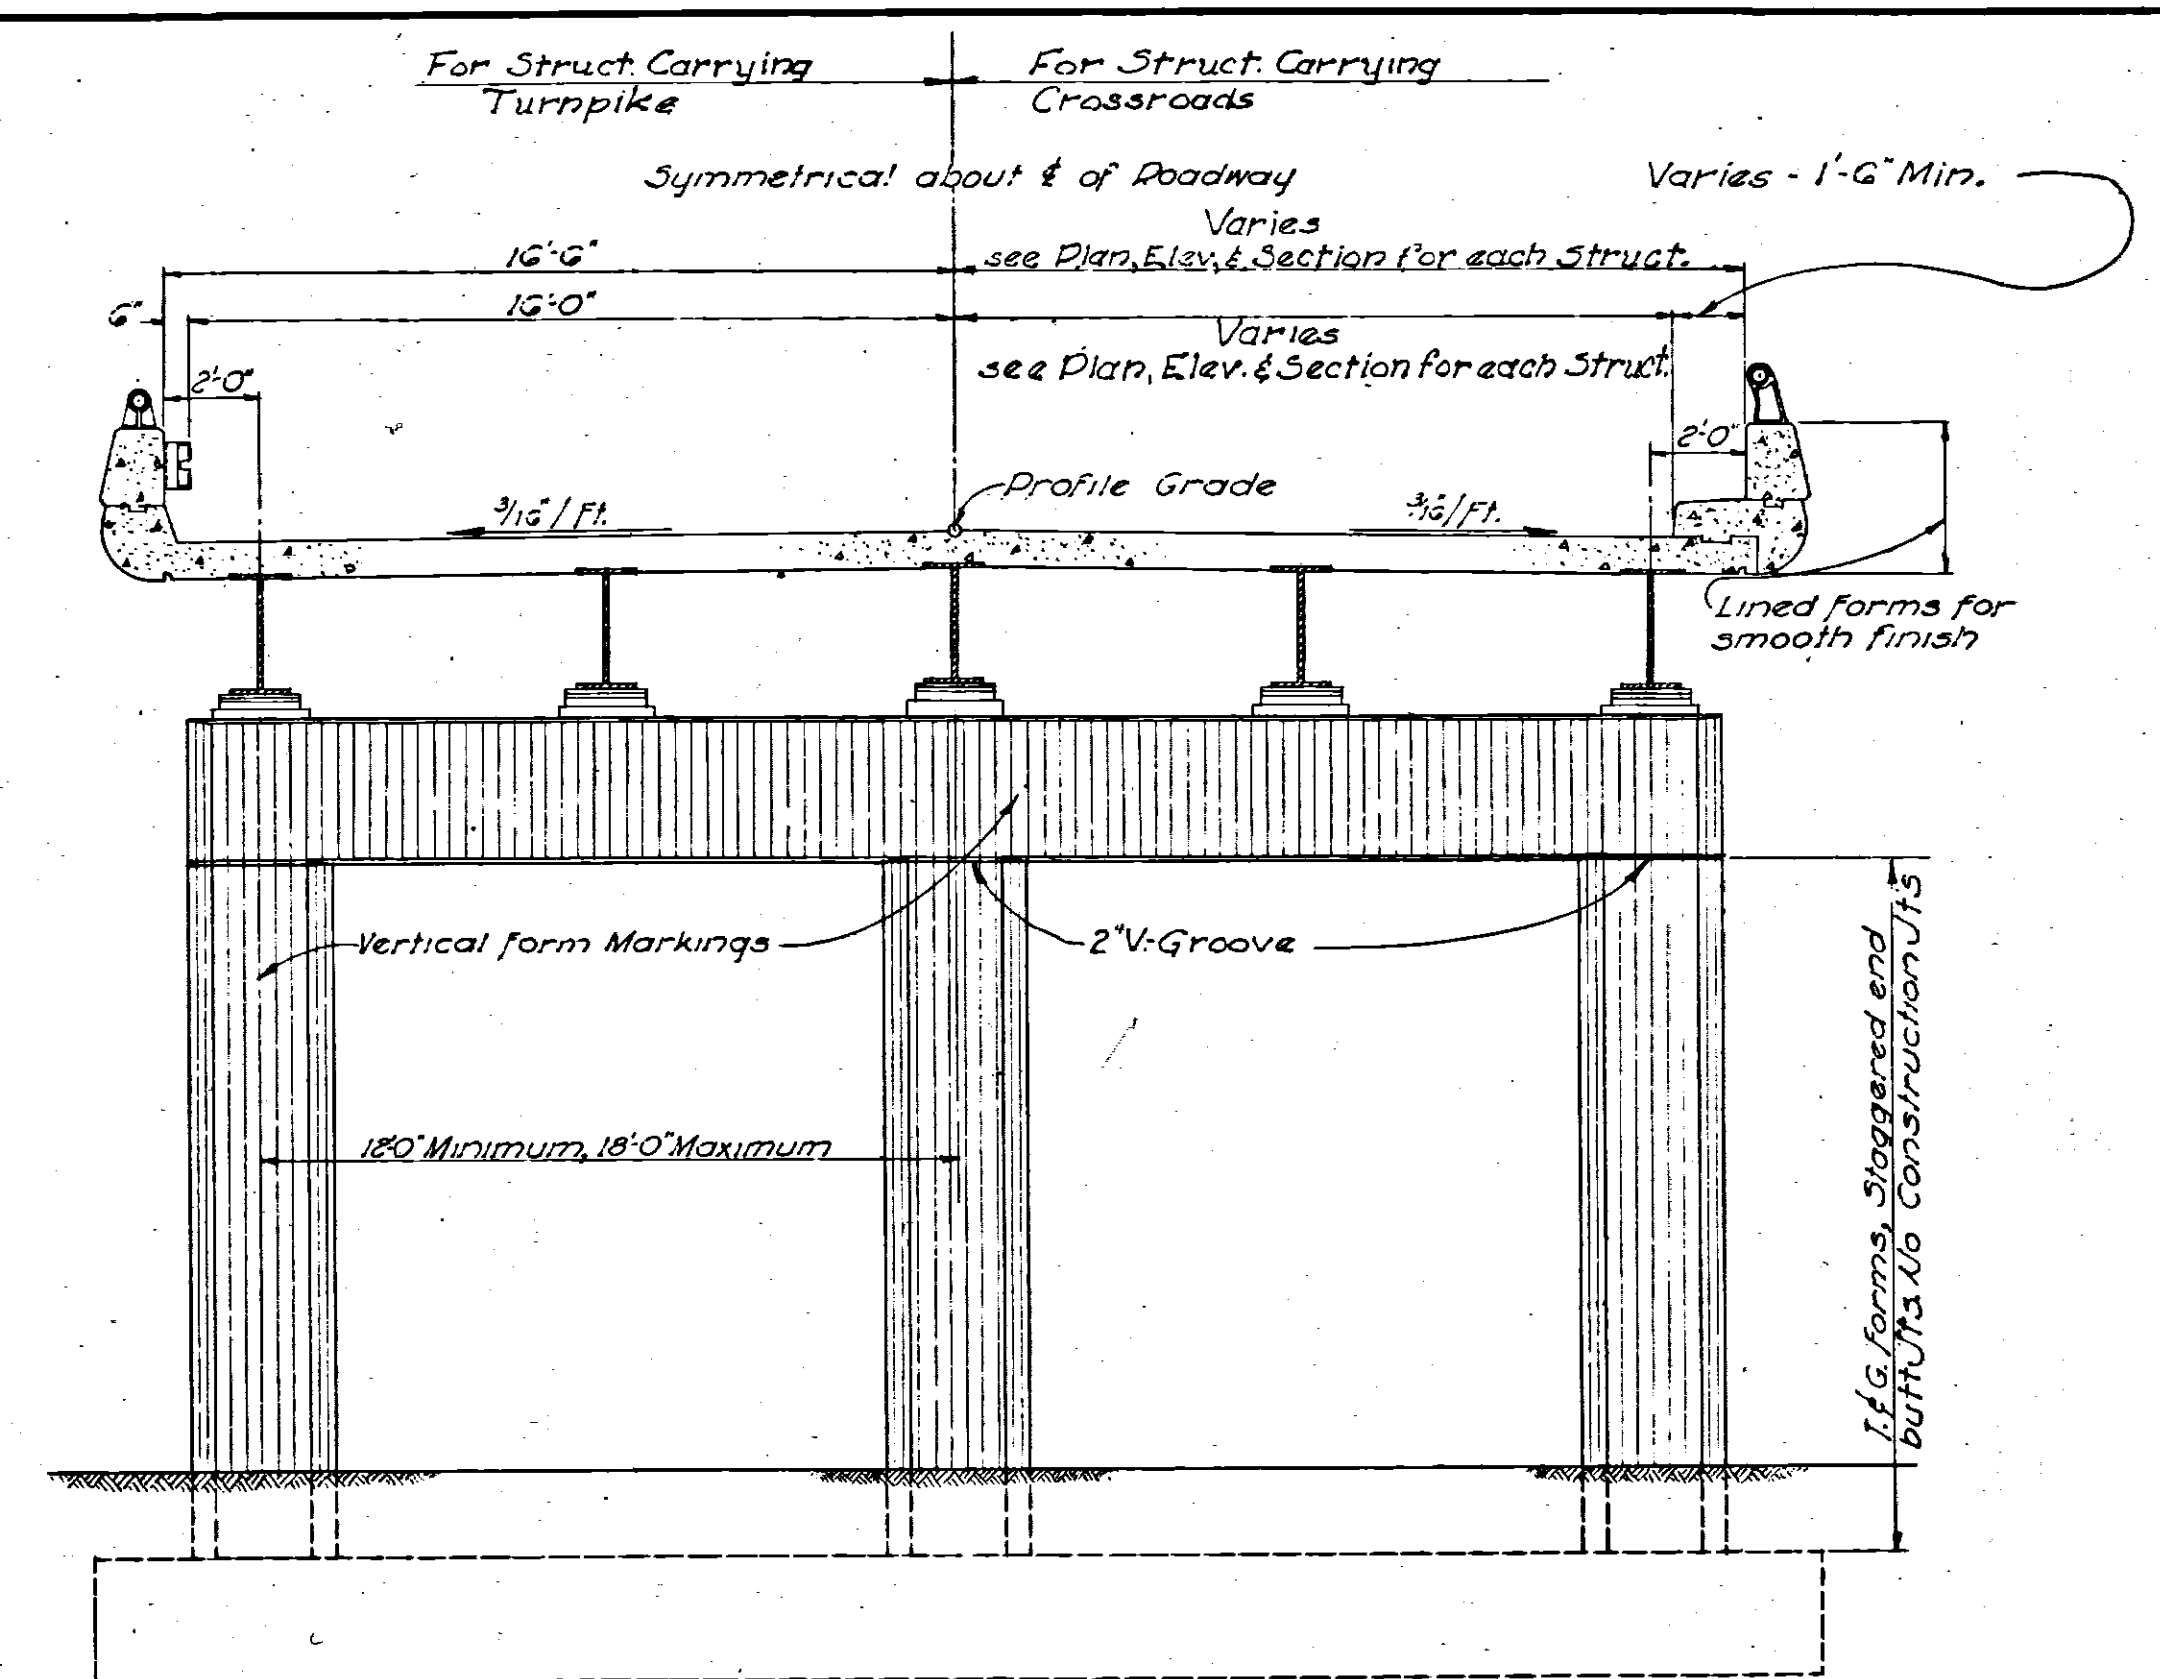 For Struct. Carrying
Turnpike
For Struct. Carrying
Crossroads
Symmetrical about ℄ of Roadway
Varies - 1'-6" Min.
16'-6"
Varies
see Plan, Elev, & Section for each Struct.
6"
16'-0"
Varies
see Plan, Elev. & Section for each Struct.
2'-0"
2'-0"
Profile Grade
3/16"/Ft.
3/16"/Ft.
Lined forms for
smooth finish
Vertical form Markings
2" V-Groove
12'-0" Minimum, 18'-0" Maximum
T. & G. forms, Staggered end
butt Jts. No Construction Jts